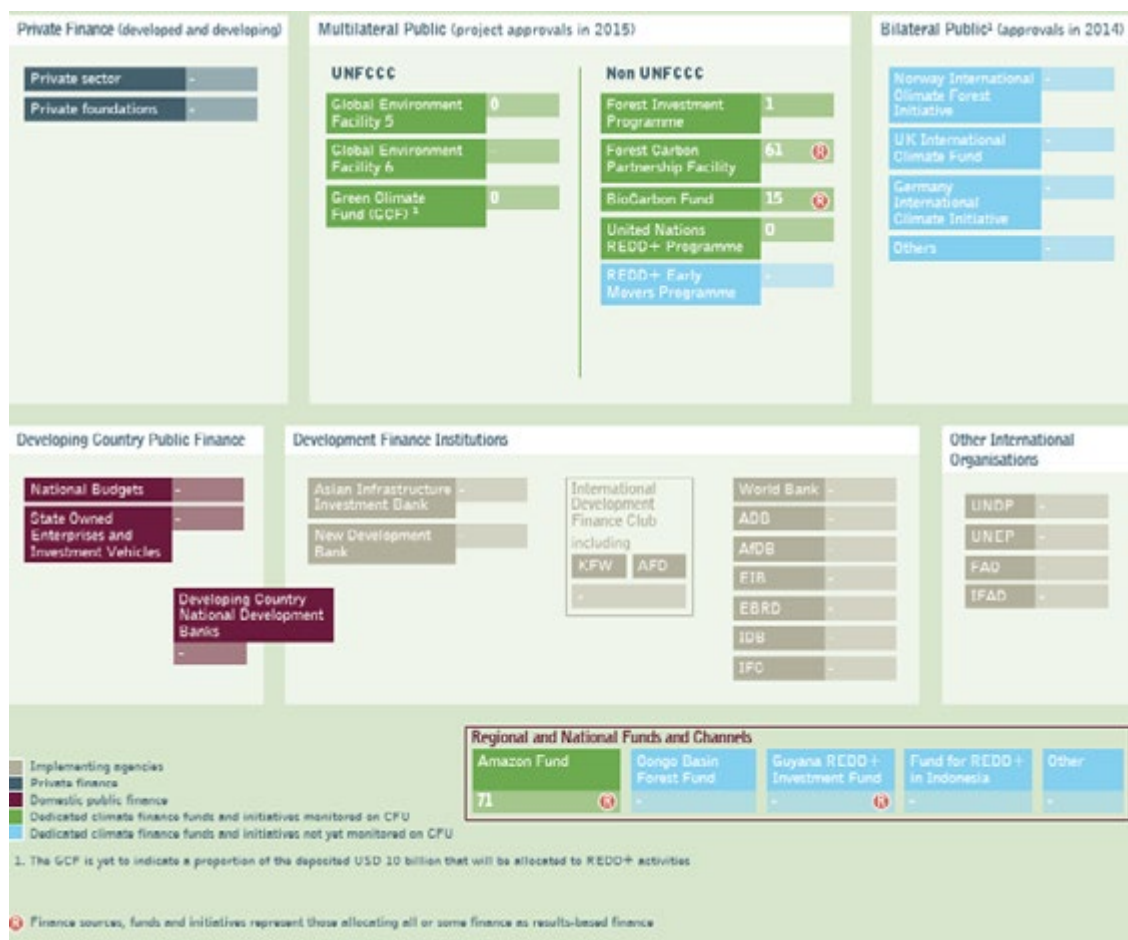 Private Finance (developed and developing)
Private sector -
Private foundations -
Multilateral Public (project approvals in 2015)
UNFCCC
Global Environment
Facility 5
0
Global Environment
Facility 6
-
Green Climate
Fund (GCF) ¹
0
Non UNFCCC
Forest Investment
Programme
1
Forest Carbon
Partnership Facility
61 R
BioCarbon Fund 15 R
United Nations
REDD+ Programme
0
REDD+ Early
Movers Programme
-
Bilateral Public² (approvals in 2014)
Norway International
Climate Forest
Initiative
-
UK International
Climate Fund
-
Germany
International
Climate Initiative
-
Others -
Developing Country Public Finance
National Budgets -
State Owned
Enterprises and
Investment Vehicles
-
Developing Country
National Development
Banks
-
Development Finance Institutions
Asian Infrastructure
Investment Bank
-
New Development
Bank
-
International
Development
Finance Club
including
KFW AFD
-
World Bank -
ADB -
AfDB -
EIB -
EBRD -
IDB -
IFC -
Other International
Organisations
UNDP -
UNEP -
FAO -
IFAD -
Regional and National Funds and Channels
Amazon Fund
71 R
Congo Basin
Forest Fund
-
Guyana REDD+
Investment Fund
- R
Fund for REDD+
in Indonesia
-
Other
-
Implementing agencies
Private finance
Domestic public finance
Dedicated climate finance funds and initiatives monitored on CFU
Dedicated climate finance funds and initiatives not yet monitored on CFU
1. The GCF is yet to indicate a proportion of the deposited USD 10 billion that will be allocated to REDD+ activities
R Finance sources, funds and initiatives represent those allocating all or some finance as results-based finance